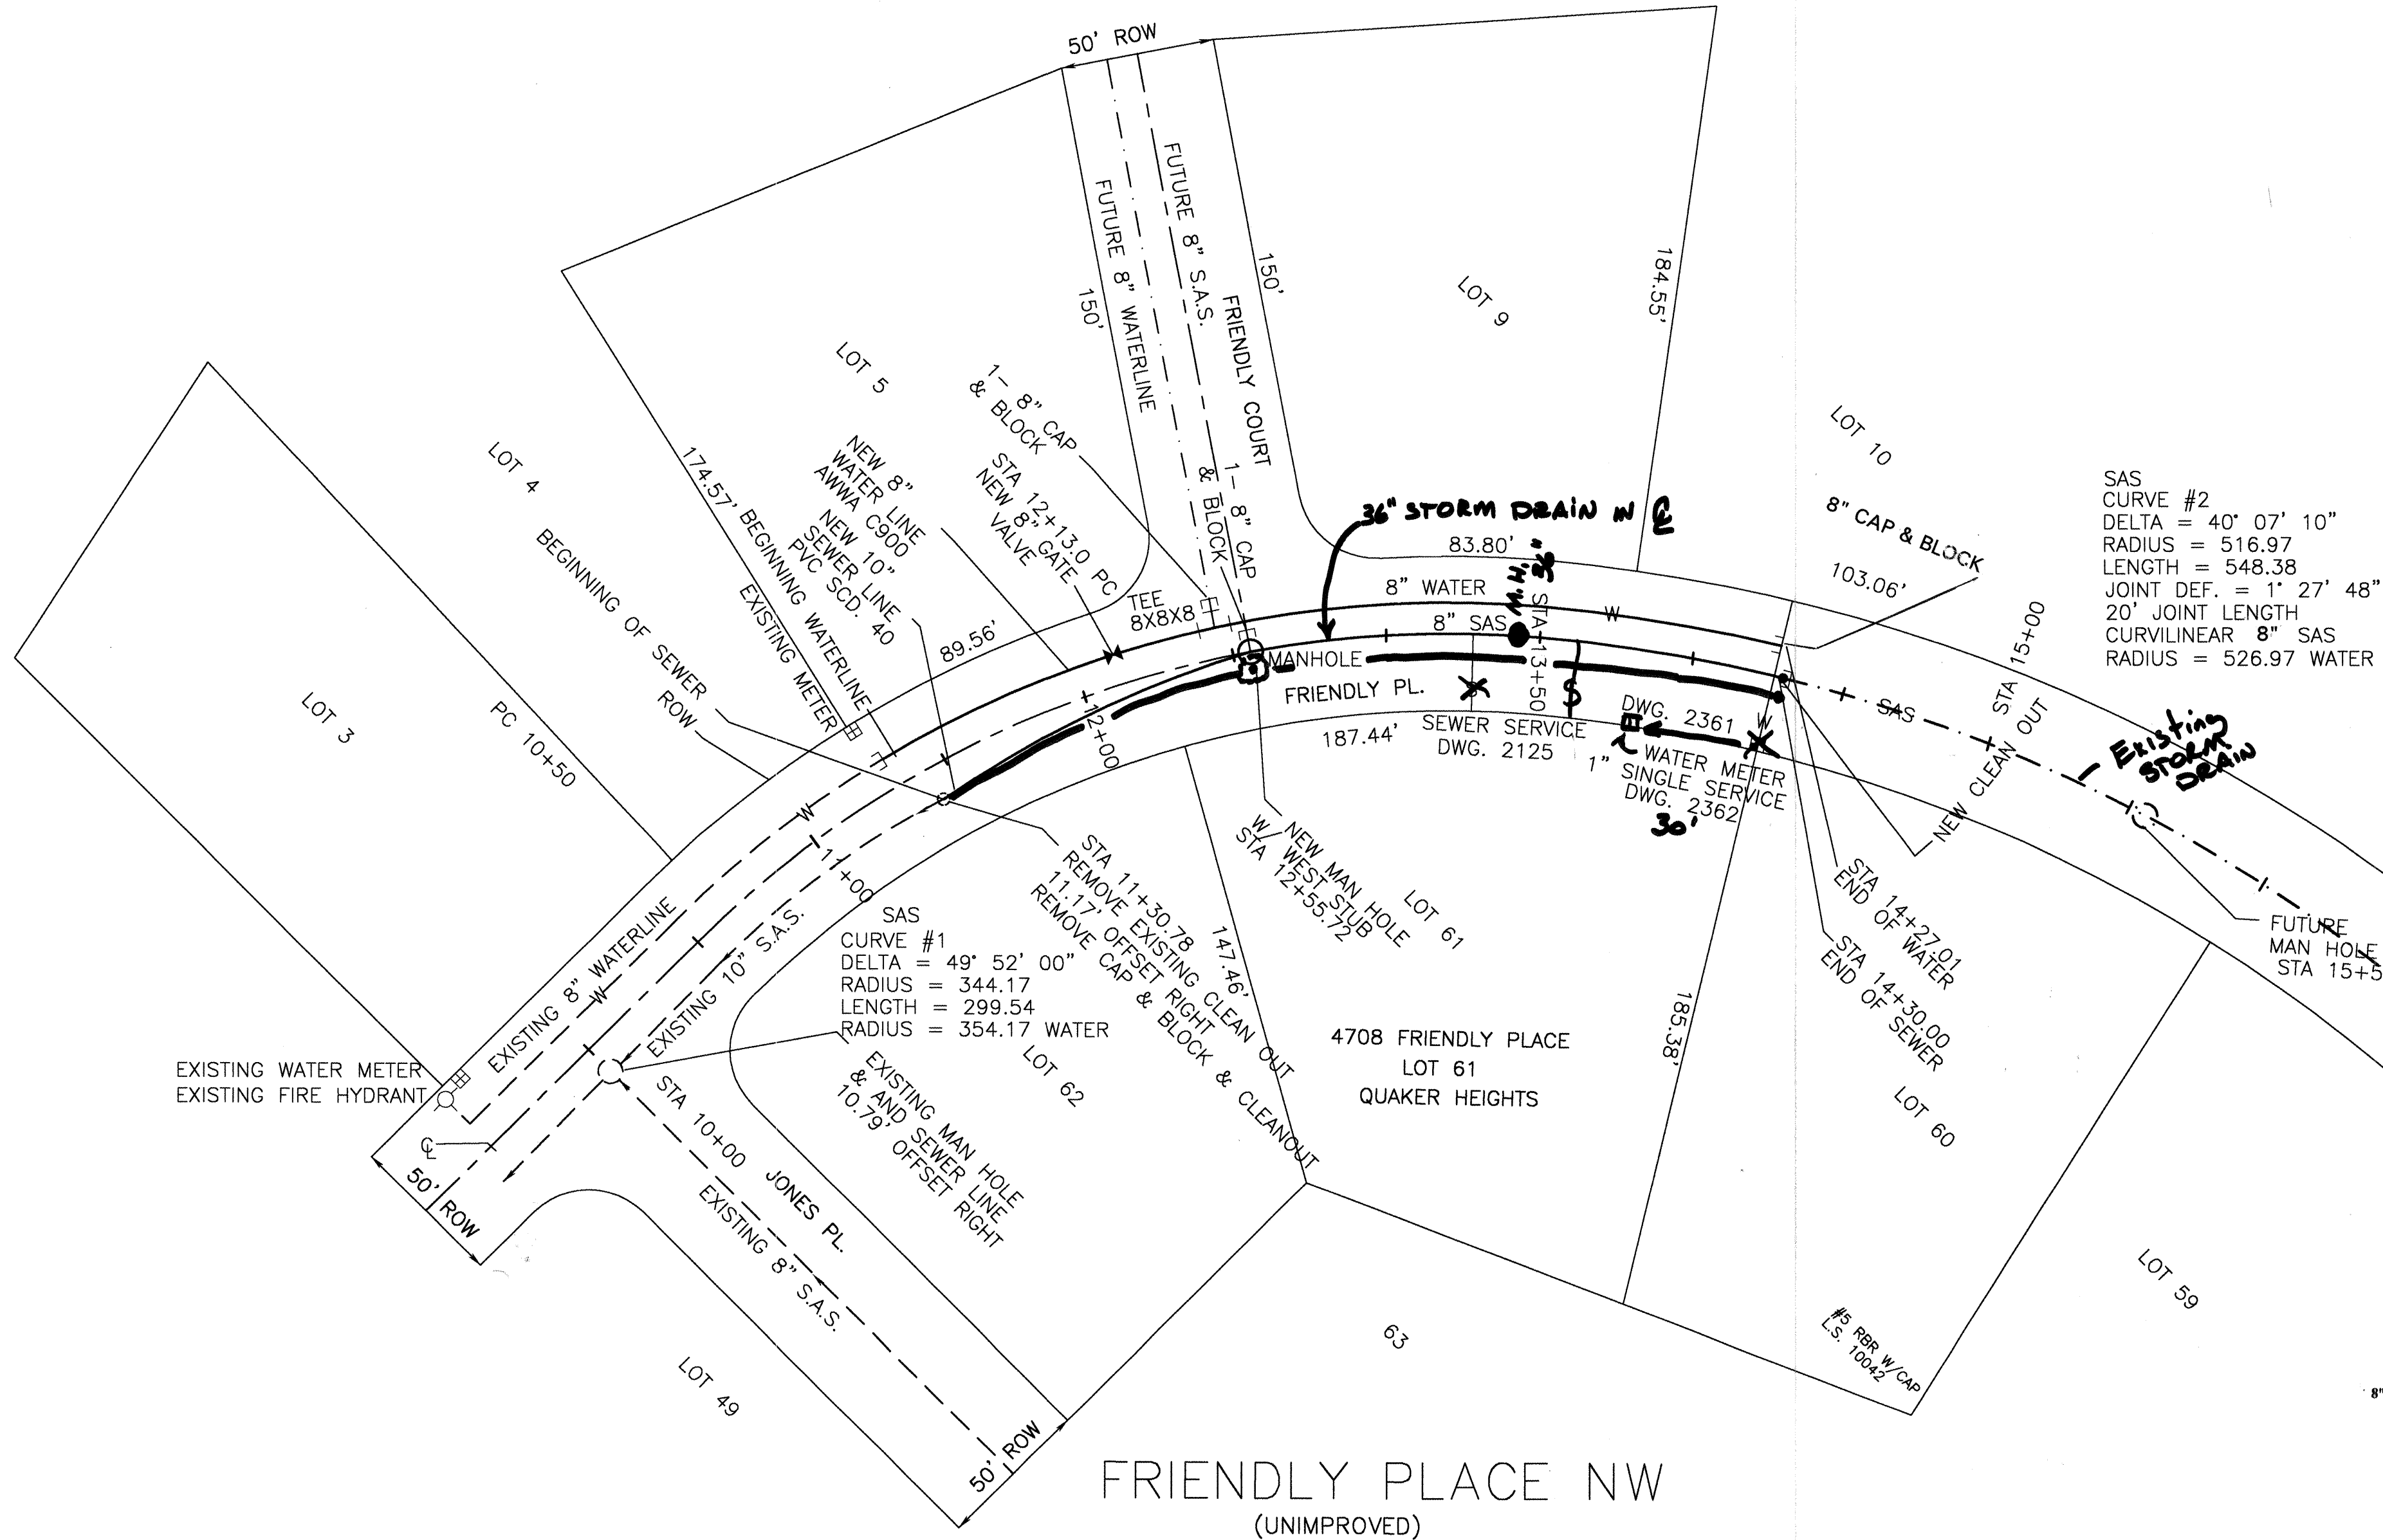 50' ROW
FUTURE 8" WATERLINE
FUTURE 8" S.A.S.
FRIENDLY COURT
150'
150'
LOT 9
184.55'
LOT 5
1- 8" CAP
& BLOCK
1- 8" CAP
& BLOCK
LOT 4
174.57'
NEW 8"
WATER LINE
AWWA C900
NEW 10"
SEWER LINE
PVC SCD. 40
STA 12+13.0 PC
NEW 8" GATE
VALVE
BEGINNING WATERLINE
EXISTING METER
BEGINNING OF SEWER
ROW
LOT 3
PC 10+50
89.56'
TEE
8X8X8
36" STORM DRAIN IN ℄
83.80'
M.H. 36"
8" WATER
W
8" SAS
STA 13+50
MANHOLE
FRIENDLY PL.
LOT 10
8" CAP & BLOCK
103.06'
SAS
CURVE #2
DELTA = 40° 07' 10"
RADIUS = 516.97
LENGTH = 548.38
JOINT DEF. = 1° 27' 48"
20' JOINT LENGTH
CURVILINEAR 8" SAS
RADIUS = 526.97 WATER
STA 15+00
SAS
Existing
STORM
DRAIN
NEW CLEAN OUT
12+00
187.44'
SEWER SERVICE
DWG. 2125
S
DWG. 2361
W
WATER METER
1" SINGLE SERVICE
DWG. 2362
30'
W
11+00
STA 11+30.78
REMOVE EXISTING CLEAN OUT
11.17' OFFSET RIGHT
REMOVE CAP & BLOCK & CLEANOUT
NEW MAN HOLE
W/ WEST STUB
STA 12+55.72
LOT 61
147.46'
185.38'
STA 14+27.01
END OF WATER
STA 14+30.00
END OF SEWER
FUTURE
MAN HOLE
STA 15+5
SAS
CURVE #1
DELTA = 49° 52' 00"
RADIUS = 344.17
LENGTH = 299.54
RADIUS = 354.17 WATER
EXISTING 8" WATERLINE
W
EXISTING 10" S.A.S.
EXISTING WATER METER
EXISTING FIRE HYDRANT
℄
50' ROW
STA 10+00
JONES PL.
EXISTING 8" S.A.S.
EXISTING MAN HOLE
& AND SEWER LINE
10.79' OFFSET RIGHT
LOT 62
4708 FRIENDLY PLACE
LOT 61
QUAKER HEIGHTS
LOT 60
LOT 59
63
#5 RBR W/CAP
L.S. 10042
LOT 49
50' ROW
8"
FRIENDLY PLACE NW
(UNIMPROVED)